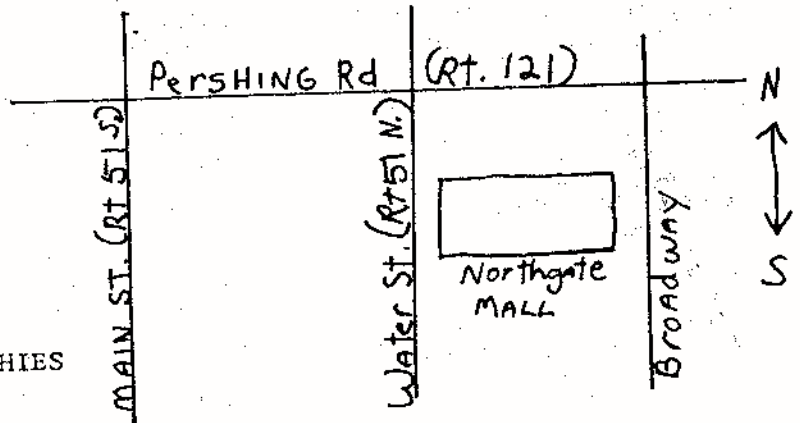 PerSHING Rd (Rt. 121)
N
MAIN ST. (Rt 51 S.)
Water St. (Rt 51 N.)
Northgate
MALL
Broadway
S
HIES